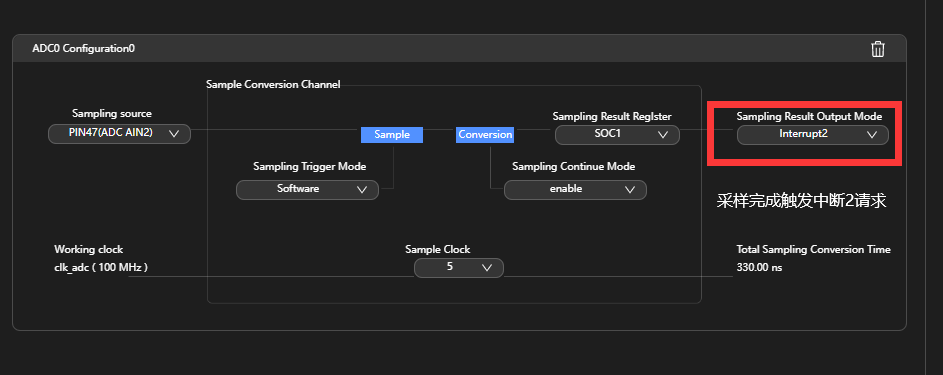 ADC0 Configuration0
Sample Conversion Channel
Sampling source
PIN47(ADC AIN2)
Sample
Conversion
Sampling Result Reglster
SOC1
Sampling Result Output Mode
Interrupt2
Sampling Trigger Mode
Software
Sampling Continue Mode
enable
采样完成触发中断2请求
Working clock
clk_adc ( 100 MHz )
Sample Clock
5
Total Sampling Conversion Time
330.00 ns